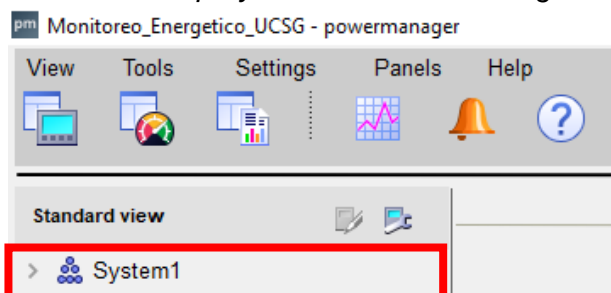 pm Monitoreo_Energetico_UCSG - powermanager
View Tools Settings Panels Help
?
Standard view
> System1